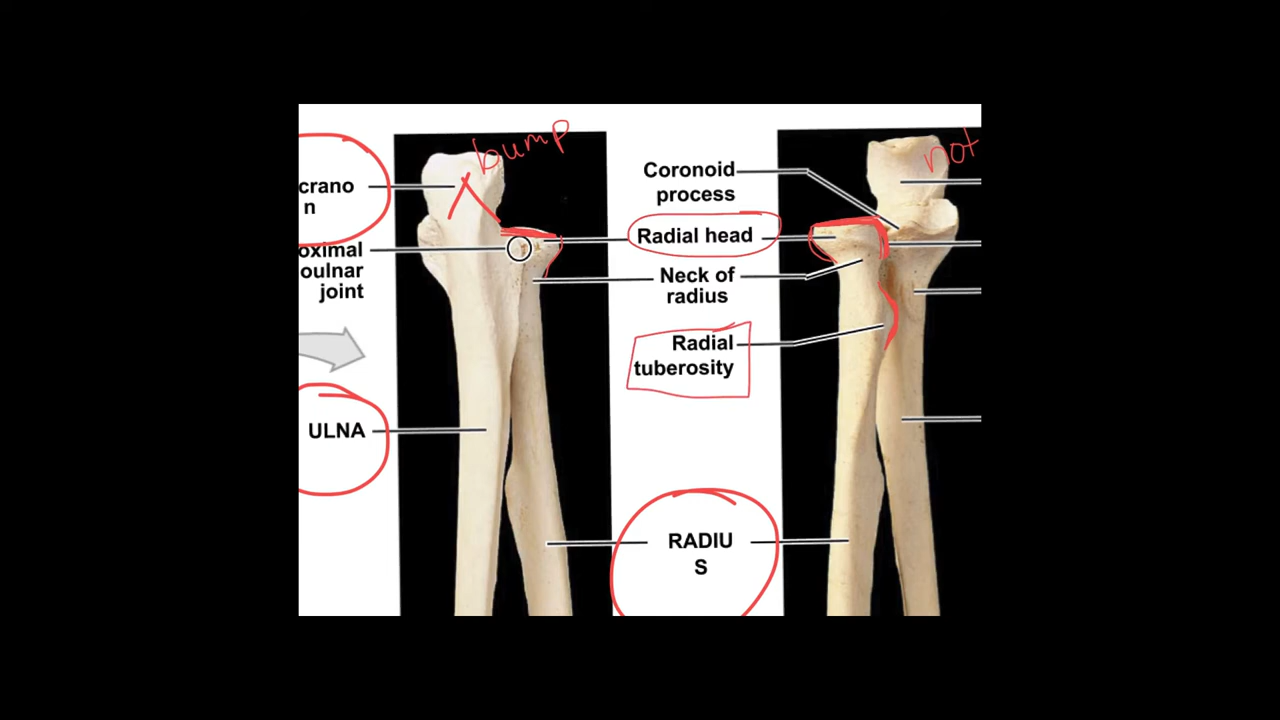 bump
not
crano
n
oximal
oulnar
joint
ULNA
Coronoid
process
Radial head
Neck of
radius
Radial
tuberosity
RADIU
S